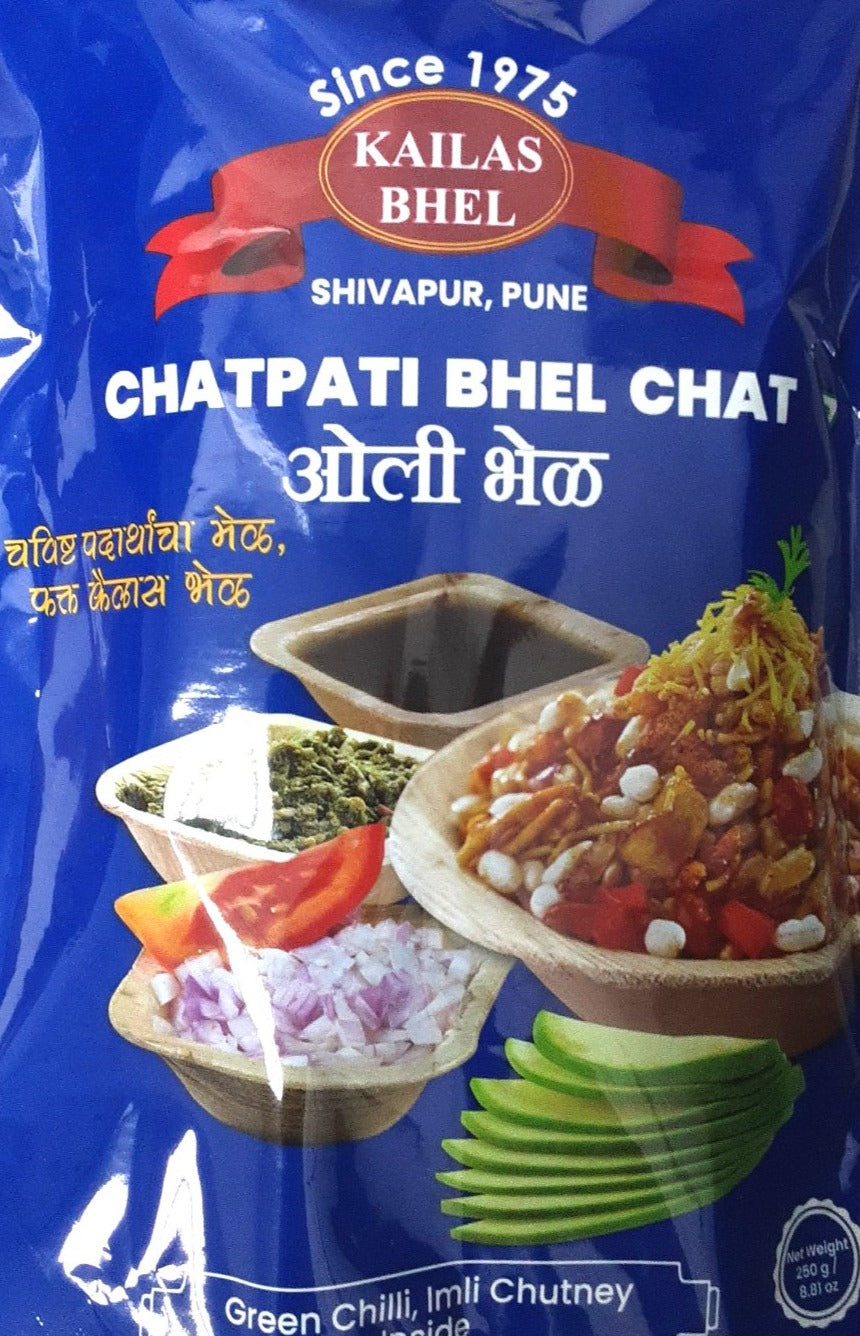 Since 1975
KAILAS
BHEL
SHIVAPUR, PUNE
CHATPATI BHEL CHAT
ओली भेळ
चविष्ट पदार्थांचा मेळ,
फक्त कैलास भेळ
Net Weight
250 g /
8.81 oz
Green Chilli, Imli Chutney
Inside